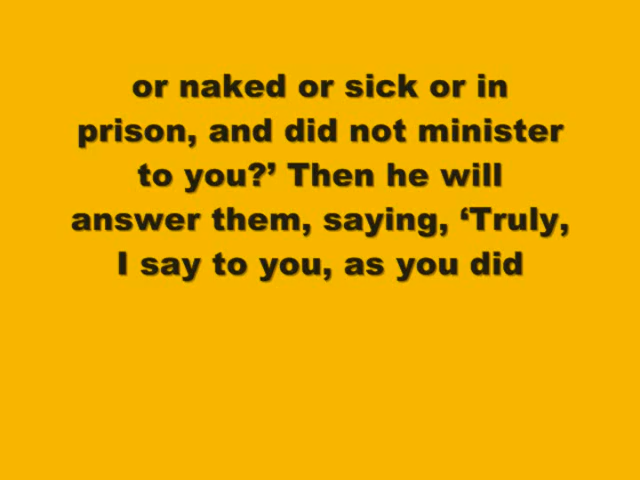 or naked or sick or in
prison, and did not minister
to you?’ Then he will
answer them, saying, ‘Truly,
I say to you, as you did